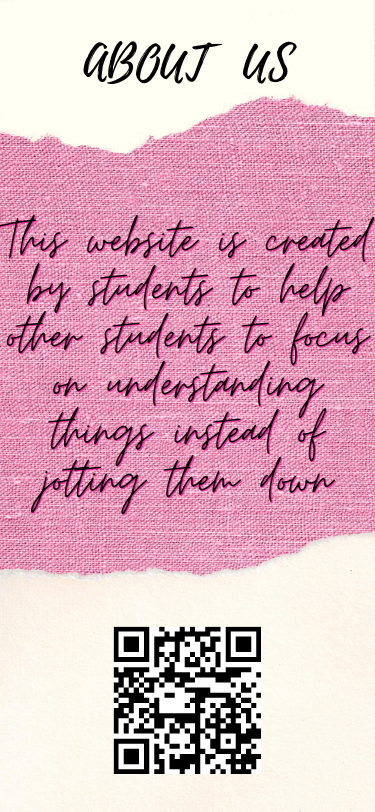 ABOUT US
This website is created
by students to help
other students to focus
on understanding
things instead of
jotting them down